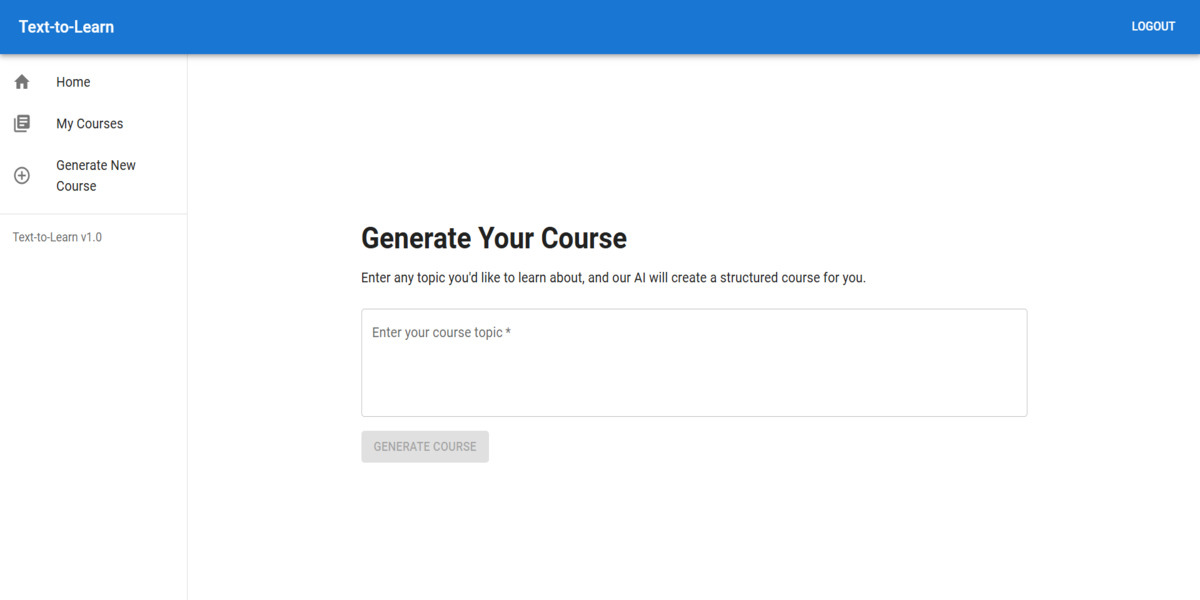 Text-to-Learn
LOGOUT
Home
My Courses
Generate New
Course
Text-to-Learn v1.0
Generate Your Course
Enter any topic you'd like to learn about, and our AI will create a structured course for you.
Enter your course topic *
GENERATE COURSE